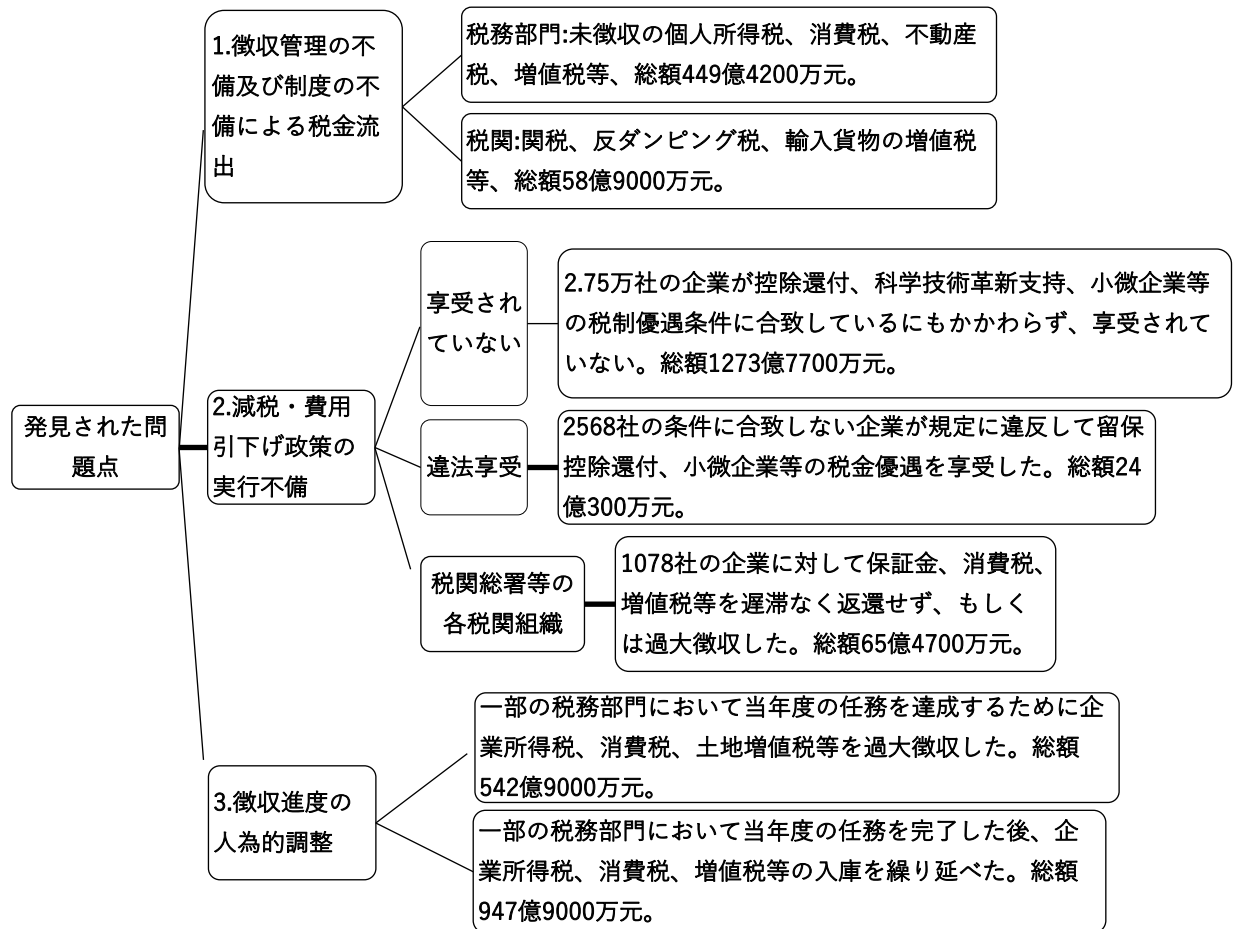 発見された問
題点
1.徴収管理の不
備及び制度の不
備による税金流
出
税務部門:未徴収の個人所得税、消費税、不動産
税、増値税等、総額449億4200万元。
税関:関税、反ダンピング税、輸入貨物の増値税
等、総額58億9000万元。
2.減税・費用
引下げ政策の
実行不備
享受され
ていない
2.75万社の企業が控除還付、科学技術革新支持、小微企業等
の税制優遇条件に合致しているにもかかわらず、享受されて
いない。総額1273億7700万元。
違法享受
2568社の条件に合致しない企業が規定に違反して留保
控除還付、小微企業等の税金優遇を享受した。総額24
億300万元。
税関総署等の
各税関組織
1078社の企業に対して保証金、消費税、
増値税等を遅滞なく返還せず、もしく
は過大徴収した。総額65億4700万元。
3.徴収進度の
人為的調整
一部の税務部門において当年度の任務を達成するために企
業所得税、消費税、土地増値税等を過大徴収した。総額
542億9000万元。
一部の税務部門において当年度の任務を完了した後、企
業所得税、消費税、増値税等の入庫を繰り延べた。総額
947億9000万元。